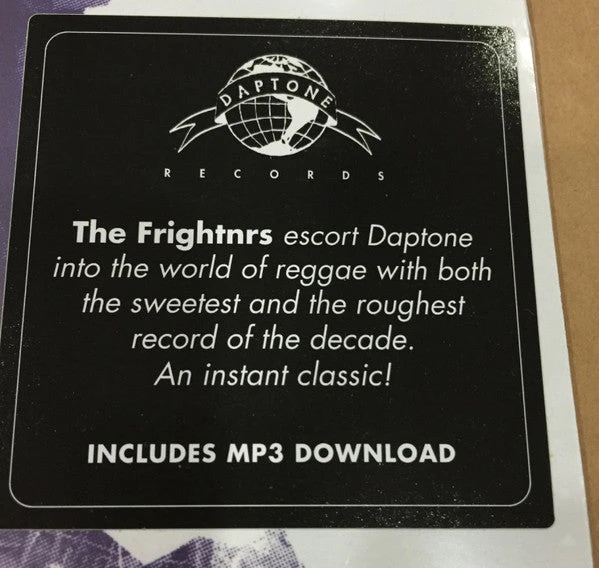 DAPTONE
RECORDS
The Frightnrs escort Daptone
into the world of reggae with both
the sweetest and the roughest
record of the decade.
An instant classic!
INCLUDES MP3 DOWNLOAD